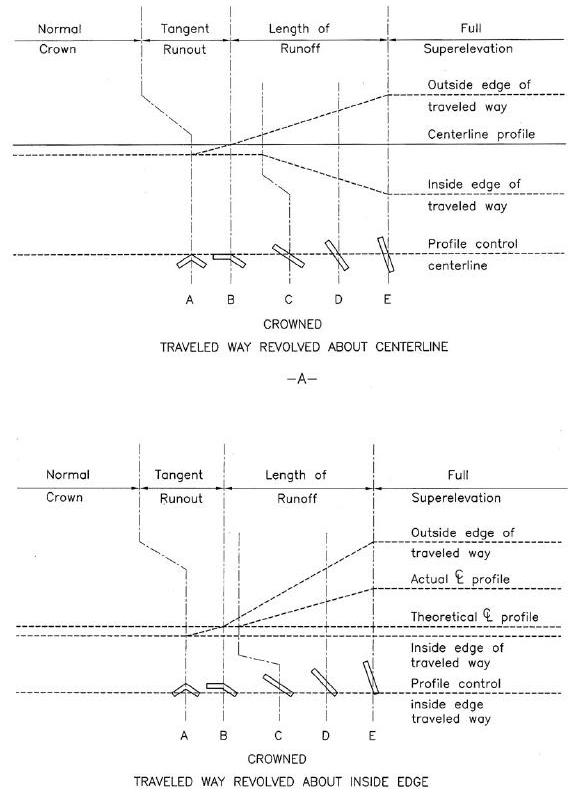 Normal Tangent Length of Full
Crown Runout Runoff Superelevation
Outside edge of
traveled way
Centerline profile
Inside edge of
traveled way
Profile control
centerline
A B C D E
CROWNED
TRAVELED WAY REVOLVED ABOUT CENTERLINE
—A—
Normal Tangent Length of Full
Crown Runout Runoff Superelevation
Outside edge of
traveled way
Actual ℄ profile
Theoretical ℄ profile
Inside edge of
traveled way
Profile control
inside edge
traveled way
A B C D E
CROWNED
TRAVELED WAY REVOLVED ABOUT INSIDE EDGE